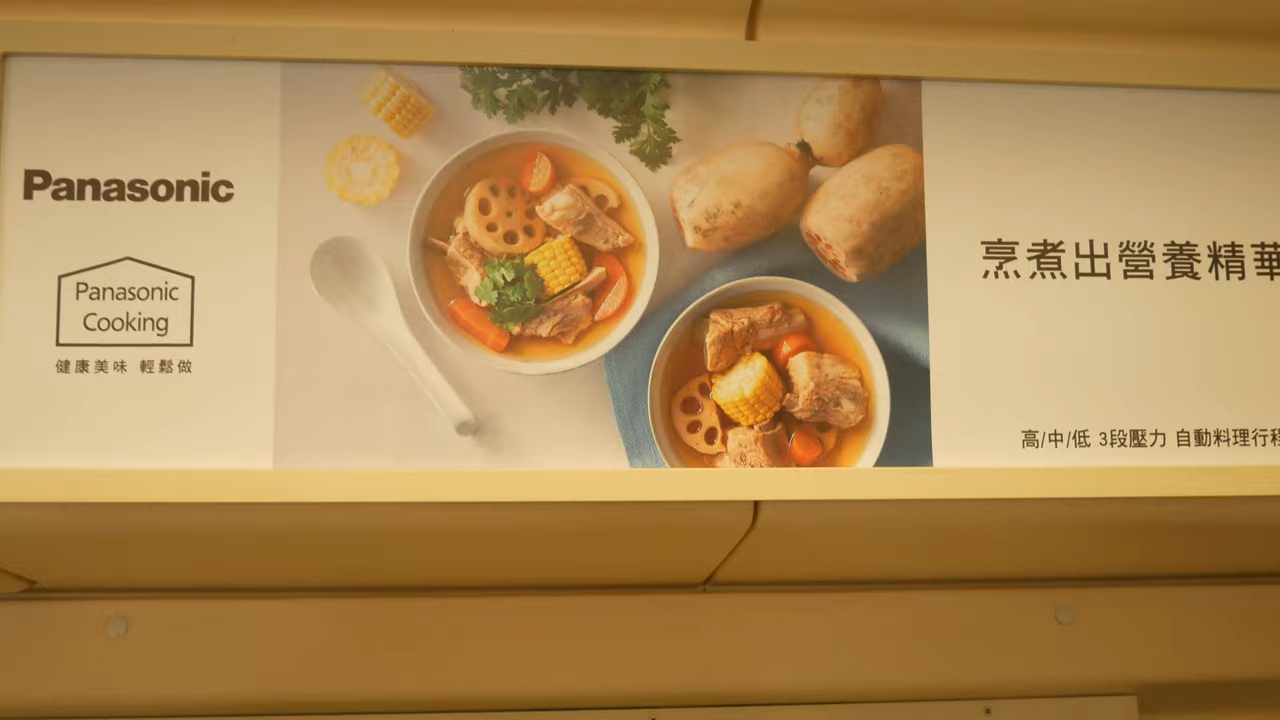 Panasonic
Panasonic
Cooking
健康美味 輕鬆做
烹煮出營養精華
高/中/低 3段壓力 自動料理行程